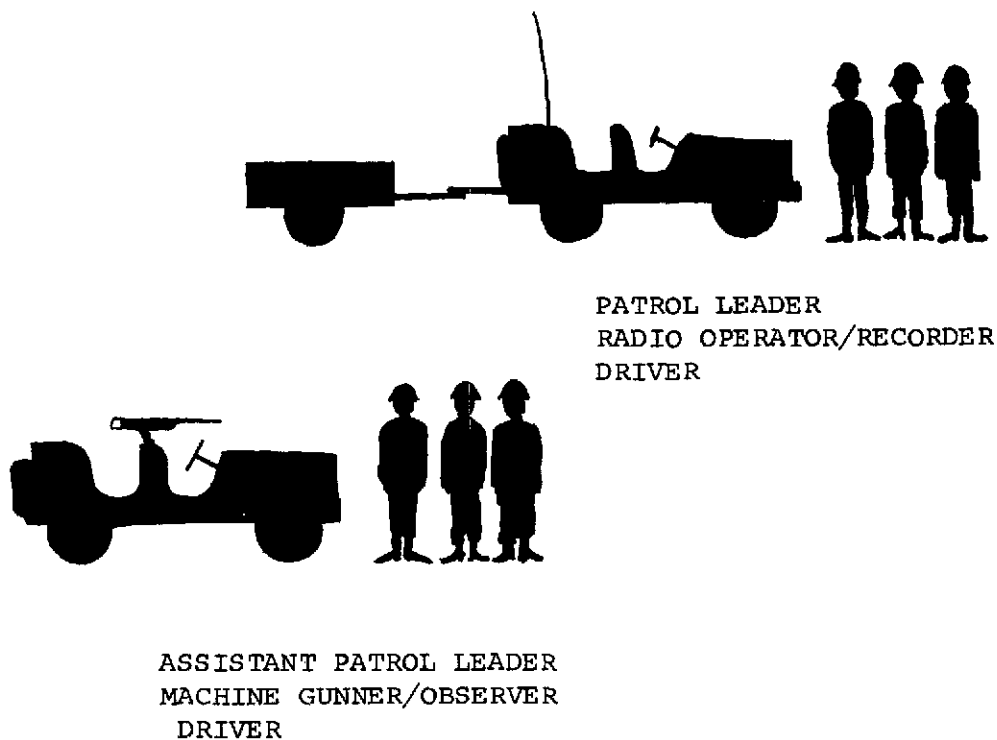 PATROL LEADER
RADIO OPERATOR/RECORDER
DRIVER
ASSISTANT PATROL LEADER
MACHINE GUNNER/OBSERVER
DRIVER